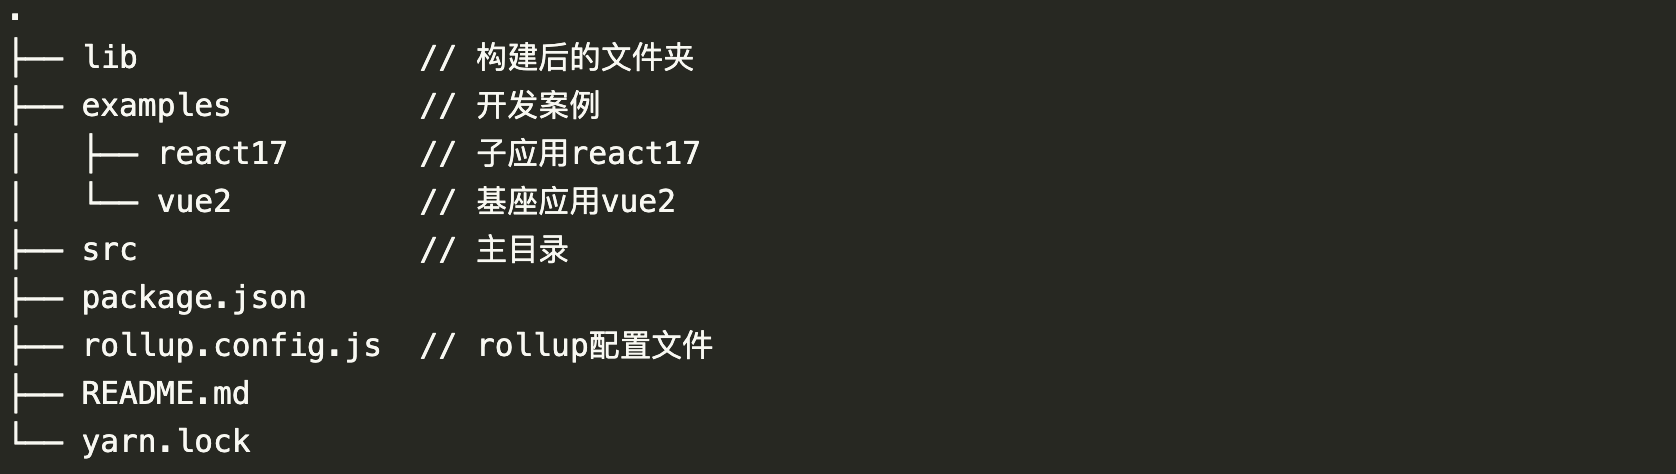 .
├── lib // 构建后的文件夹
├── examples // 开发案例
│   ├── react17 // 子应用react17
│   └── vue2 // 基座应用vue2
├── src // 主目录
├── package.json
├── rollup.config.js // rollup配置文件
├── README.md
└── yarn.lock